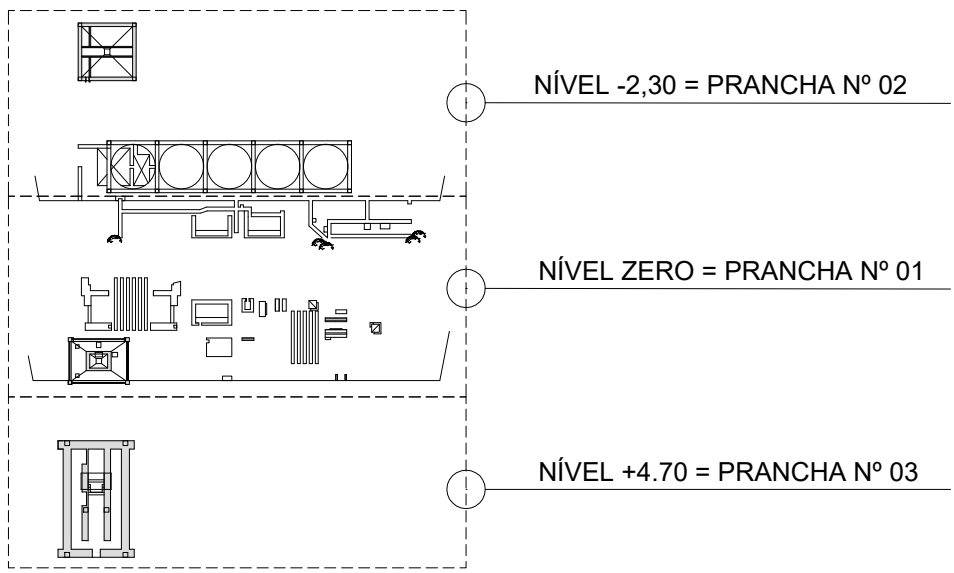 NÍVEL -2,30 = PRANCHA Nº 02
NÍVEL ZERO = PRANCHA Nº 01
NÍVEL +4.70 = PRANCHA Nº 03